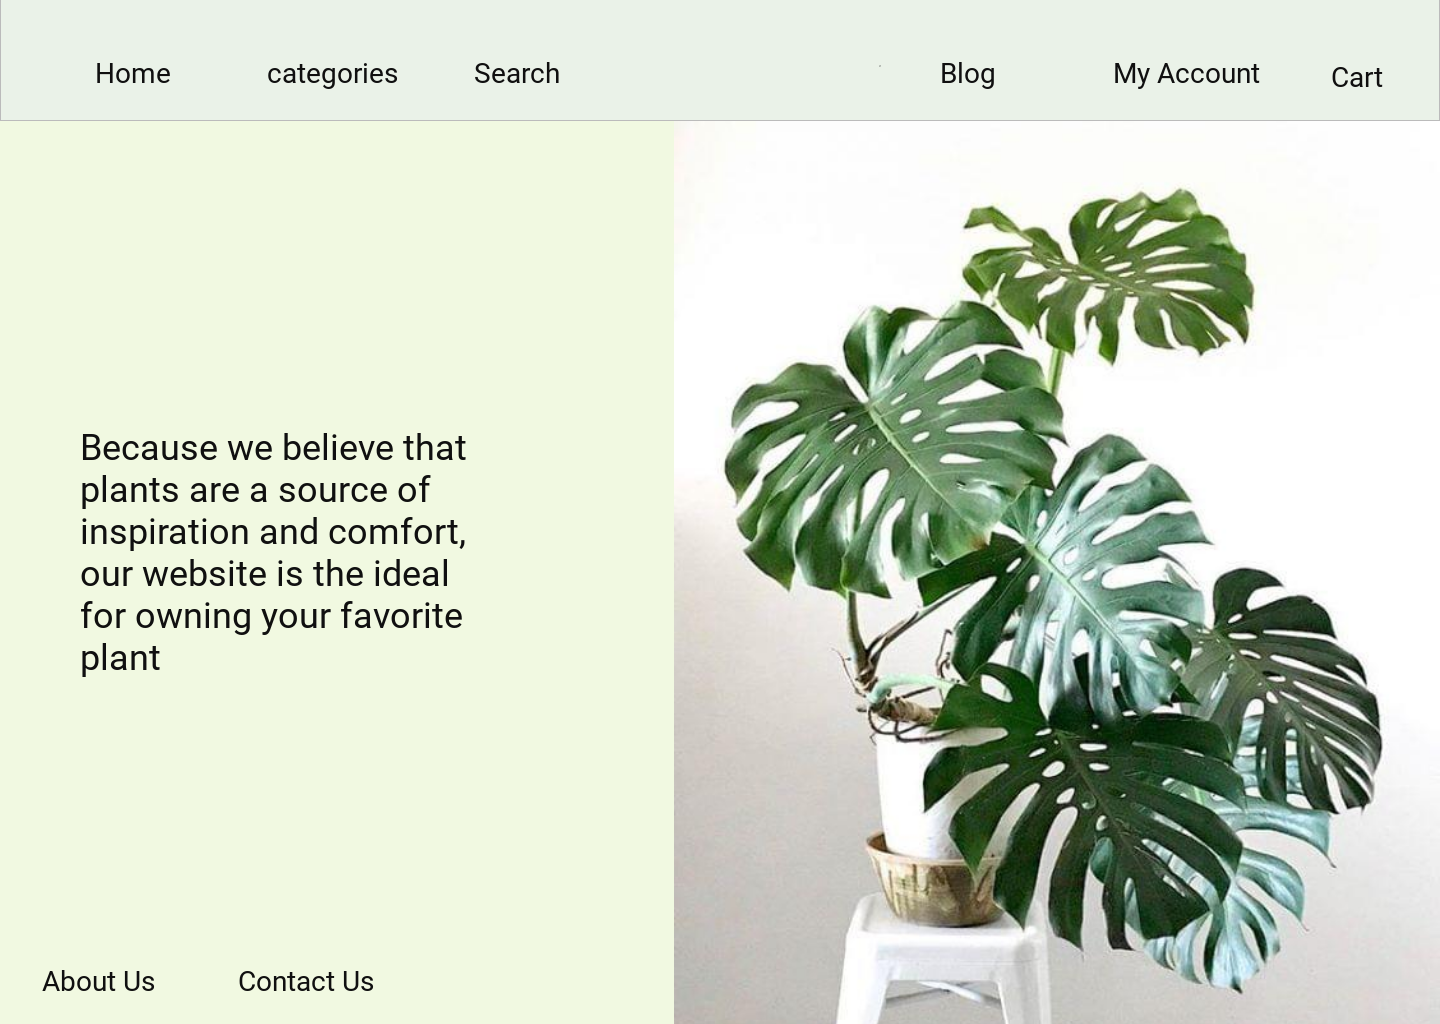 Home categories Search Blog My Account Cart
Because we believe that
plants are a source of
inspiration and comfort,
our website is the ideal
for owning your favorite
plant
About Us Contact Us